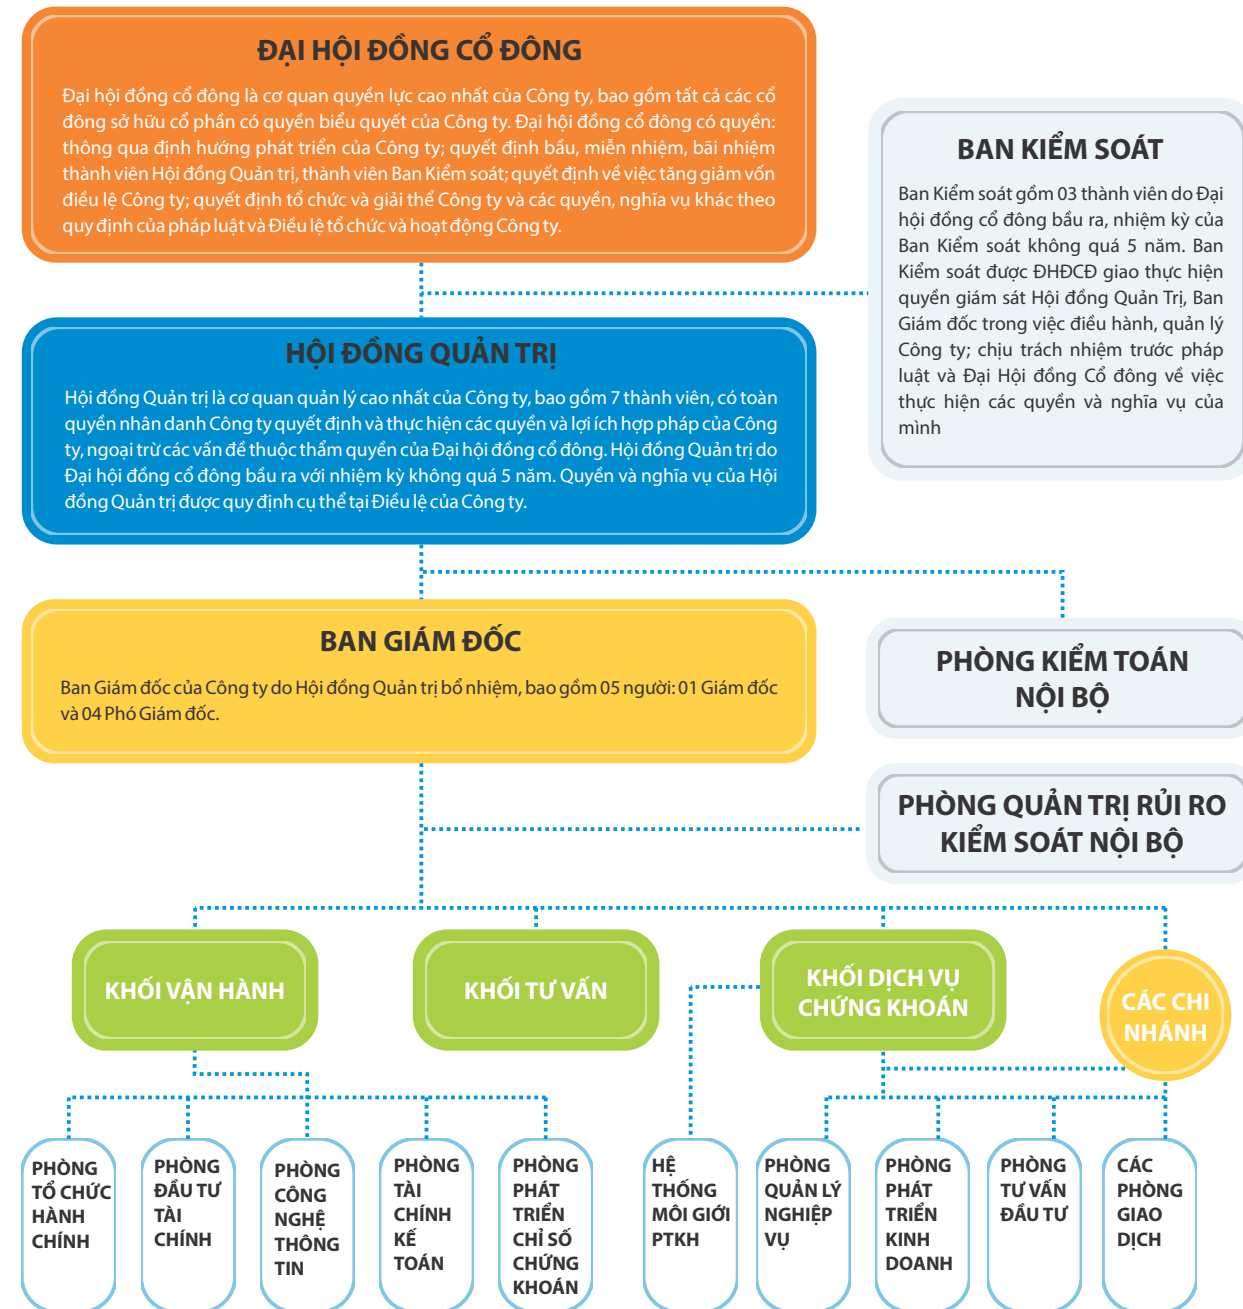 ĐẠI HỘI ĐỒNG CỔ ĐÔNG
Đại hội đồng cổ đông là cơ quan quyền lực cao nhất của Công ty, bao gồm tất cả các cổ
đông sở hữu cổ phần có quyền biểu quyết của Công ty. Đại hội đồng cổ đông có quyền:
thông qua định hướng phát triển của Công ty; quyết định bầu, miễn nhiệm, bãi nhiệm
thành viên Hội đồng Quản trị, thành viên Ban Kiểm soát; quyết định về việc tăng giảm vốn
điều lệ Công ty; quyết định tổ chức và giải thể Công ty và các quyền, nghĩa vụ khác theo
quy định của pháp luật và Điều lệ tổ chức và hoạt động Công ty.
BAN KIỂM SOÁT
Ban Kiểm soát gồm 03 thành viên do Đại
hội đồng cổ đông bầu ra, nhiệm kỳ của
Ban Kiểm soát không quá 5 năm. Ban
Kiểm soát được ĐHĐCĐ giao thực hiện
quyền giám sát Hội đồng Quản Trị, Ban
Giám đốc trong việc điều hành, quản lý
Công ty; chịu trách nhiệm trước pháp
luật và Đại Hội đồng Cổ đông về việc
thực hiện các quyền và nghĩa vụ của
mình
HỘI ĐỒNG QUẢN TRỊ
Hội đồng Quản trị là cơ quan quản lý cao nhất của Công ty, bao gồm 7 thành viên, có toàn
quyền nhân danh Công ty quyết định và thực hiện các quyền và lợi ích hợp pháp của Công
ty, ngoại trừ các vấn đề thuộc thẩm quyền của Đại hội đồng cổ đông. Hội đồng Quản trị do
Đại hội đồng cổ đông bầu ra với nhiệm kỳ không quá 5 năm. Quyền và nghĩa vụ của Hội
đồng Quản trị được quy định cụ thể tại Điều lệ của Công ty.
BAN GIÁM ĐỐC
Ban Giám đốc của Công ty do Hội đồng Quản trị bổ nhiệm, bao gồm 05 người: 01 Giám đốc
và 04 Phó Giám đốc.
PHÒNG KIỂM TOÁN
NỘI BỘ
PHÒNG QUẢN TRỊ RỦI RO
KIỂM SOÁT NỘI BỘ
KHỐI VẬN HÀNH
KHỐI TƯ VẤN
KHỐI DỊCH VỤ
CHỨNG KHOÁN
CÁC CHI
NHÁNH
PHÒNG
TỔ CHỨC
HÀNH
CHÍNH
PHÒNG
ĐẦU TƯ
TÀI
CHÍNH
PHÒNG
CÔNG
NGHỆ
THÔNG
TIN
PHÒNG
TÀI
CHÍNH
KẾ
TOÁN
PHÒNG
PHÁT
TRIỂN
CHỈ SỐ
CHỨNG
KHOÁN
HỆ
THỐNG
MÔI GIỚI
PTKH
PHÒNG
QUẢN LÝ
NGHIỆP
VỤ
PHÒNG
PHÁT
TRIỂN
KINH
DOANH
PHÒNG
TƯ VẤN
ĐẦU TƯ
CÁC
PHÒNG
GIAO
DỊCH